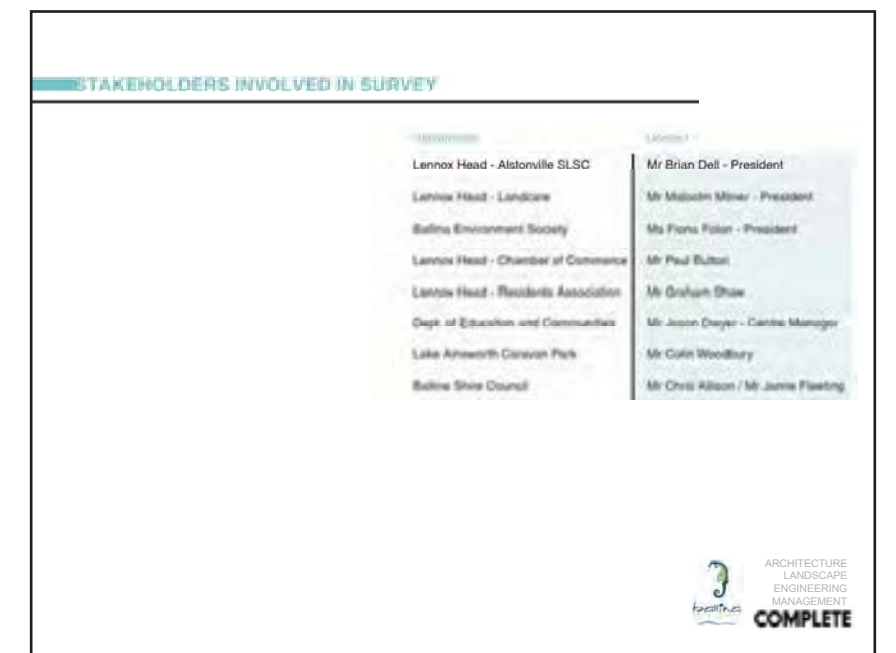 STAKEHOLDERS INVOLVED IN SURVEY
Lennox Head - Alstonville SLSC Mr Brian Dell - President
Lennox Head - Landcare Mr Malcolm Milner - President
Ballina Environment Society Ms Fiona Folan - President
Lennox Head - Chamber of Commerce Mr Paul
Lennox Head - Residents Association Mr Graham Shaw
Dept. of Education and Communities Mr Jason Dwyer - Centre Manager
Lake Ainsworth Caravan Park Mr Colin Woodbury
Ballina Shire Council Mr Chris Allison / Mr Jamie Fleeting
ballina
ARCHITECTURE
LANDSCAPE
ENGINEERING
MANAGEMENT
COMPLETE